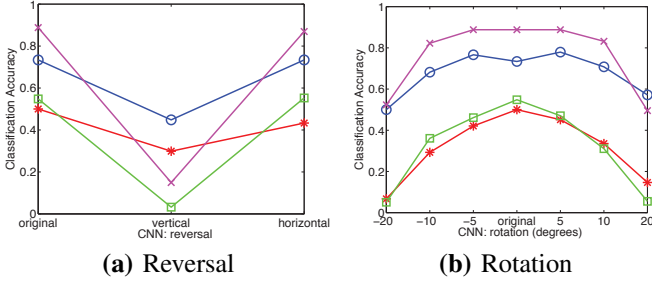 1
0.8
0.6
0.4
0.2
0
Classification Accuracy
original vertical horizontal
CNN: reversal
(a) Reversal
1
0.8
0.6
0.4
0.2
0
Classification Accuracy
−20 −10 −5 original 5 10 20
CNN: rotation (degrees)
(b) Rotation